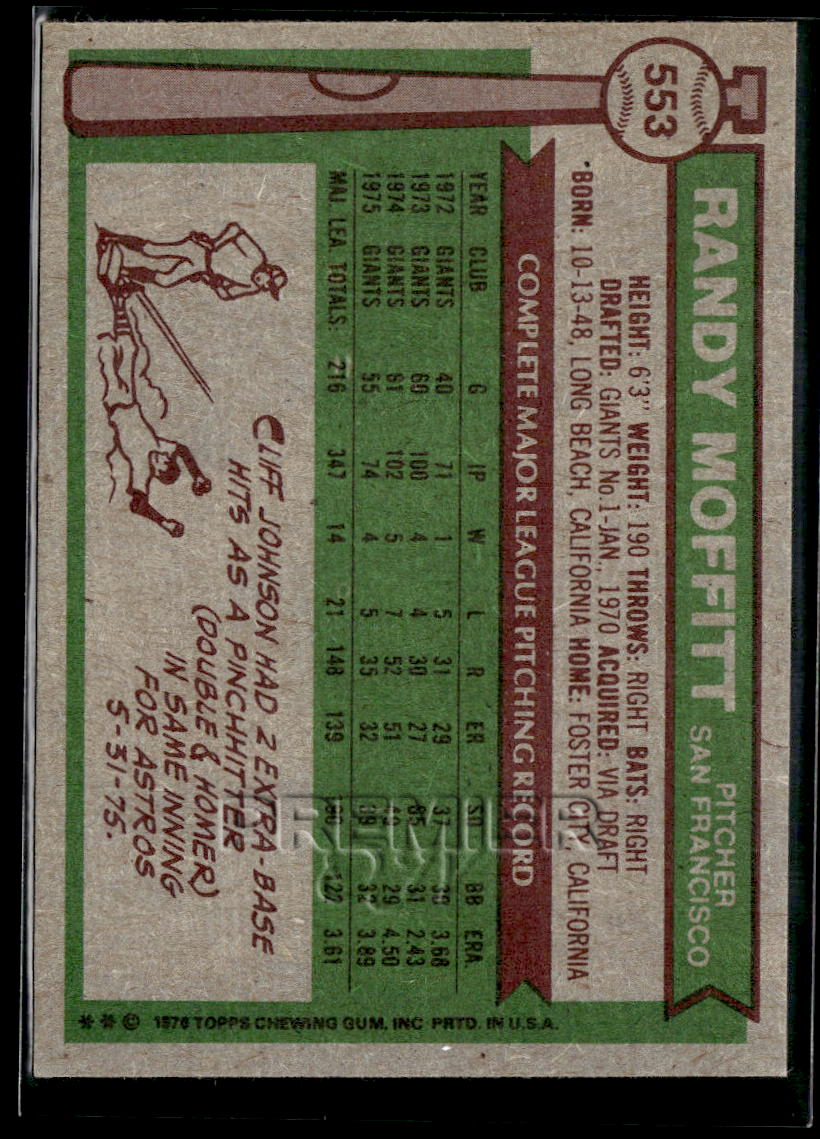 553
RANDY MOFFITT
PITCHER
SAN FRANCISCO
HEIGHT: 6'3" WEIGHT: 190 THROWS: RIGHT BATS: RIGHT
DRAFTED: GIANTS No.1-JAN., 1970 ACQUIRED: VIA DRAFT
*BORN: 10-13-48, LONG BEACH, CALIFORNIA HOME: FOSTER CITY, CALIFORNIA
COMPLETE MAJOR LEAGUE PITCHING RECORD
YEAR CLUB G IP W L R ER SO BB ERA.
1972 GIANTS 40 71 1 5 31 29 37 30 3.68
1973 GIANTS 60 100 4 4 30 27 65 31 2.43
1974 GIANTS 61 102 5 7 52 51 49 29 4.50
1975 GIANTS 55 74 4 5 35 32 39 32 3.89
MAJ. LEA. TOTALS: 216 347 14 21 148 139 122 3.61
CLIFF JOHNSON HAD 2 EXTRA-BASE
HITS AS A PINCHHITTER
(DOUBLE & HOMER)
IN SAME INNING
FOR ASTROS
5-31-75.
** © 1976 TOPPS CHEWING GUM, INC. PRTD. IN U.S.A.
PREMIER